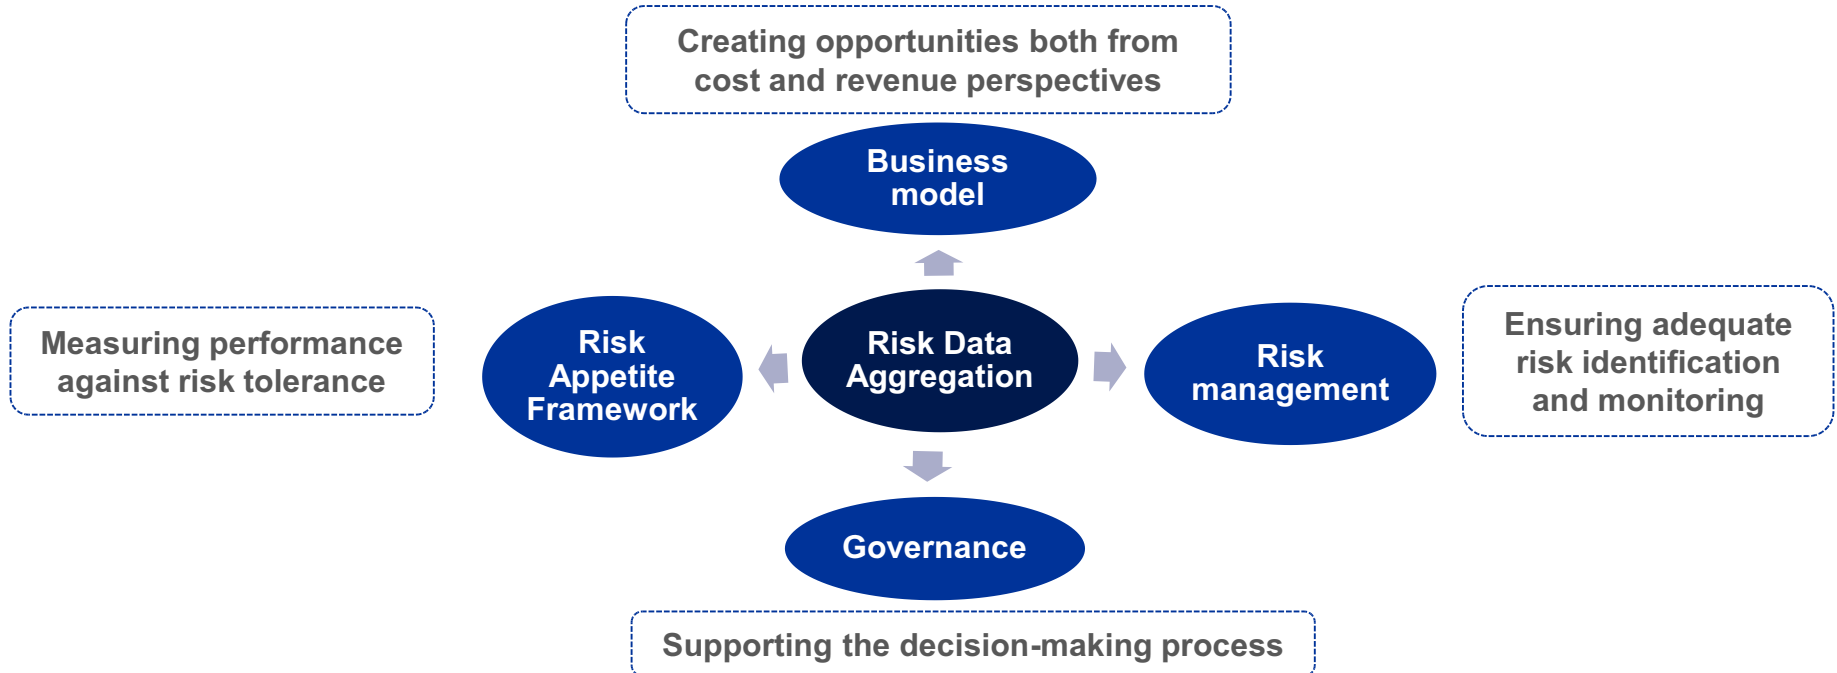 Creating opportunities both from
cost and revenue perspectives
Business
model
Measuring performance
against risk tolerance
Risk
Appetite
Framework
Risk Data
Aggregation
Risk
management
Ensuring adequate
risk identification
and monitoring
Governance
Supporting the decision-making process